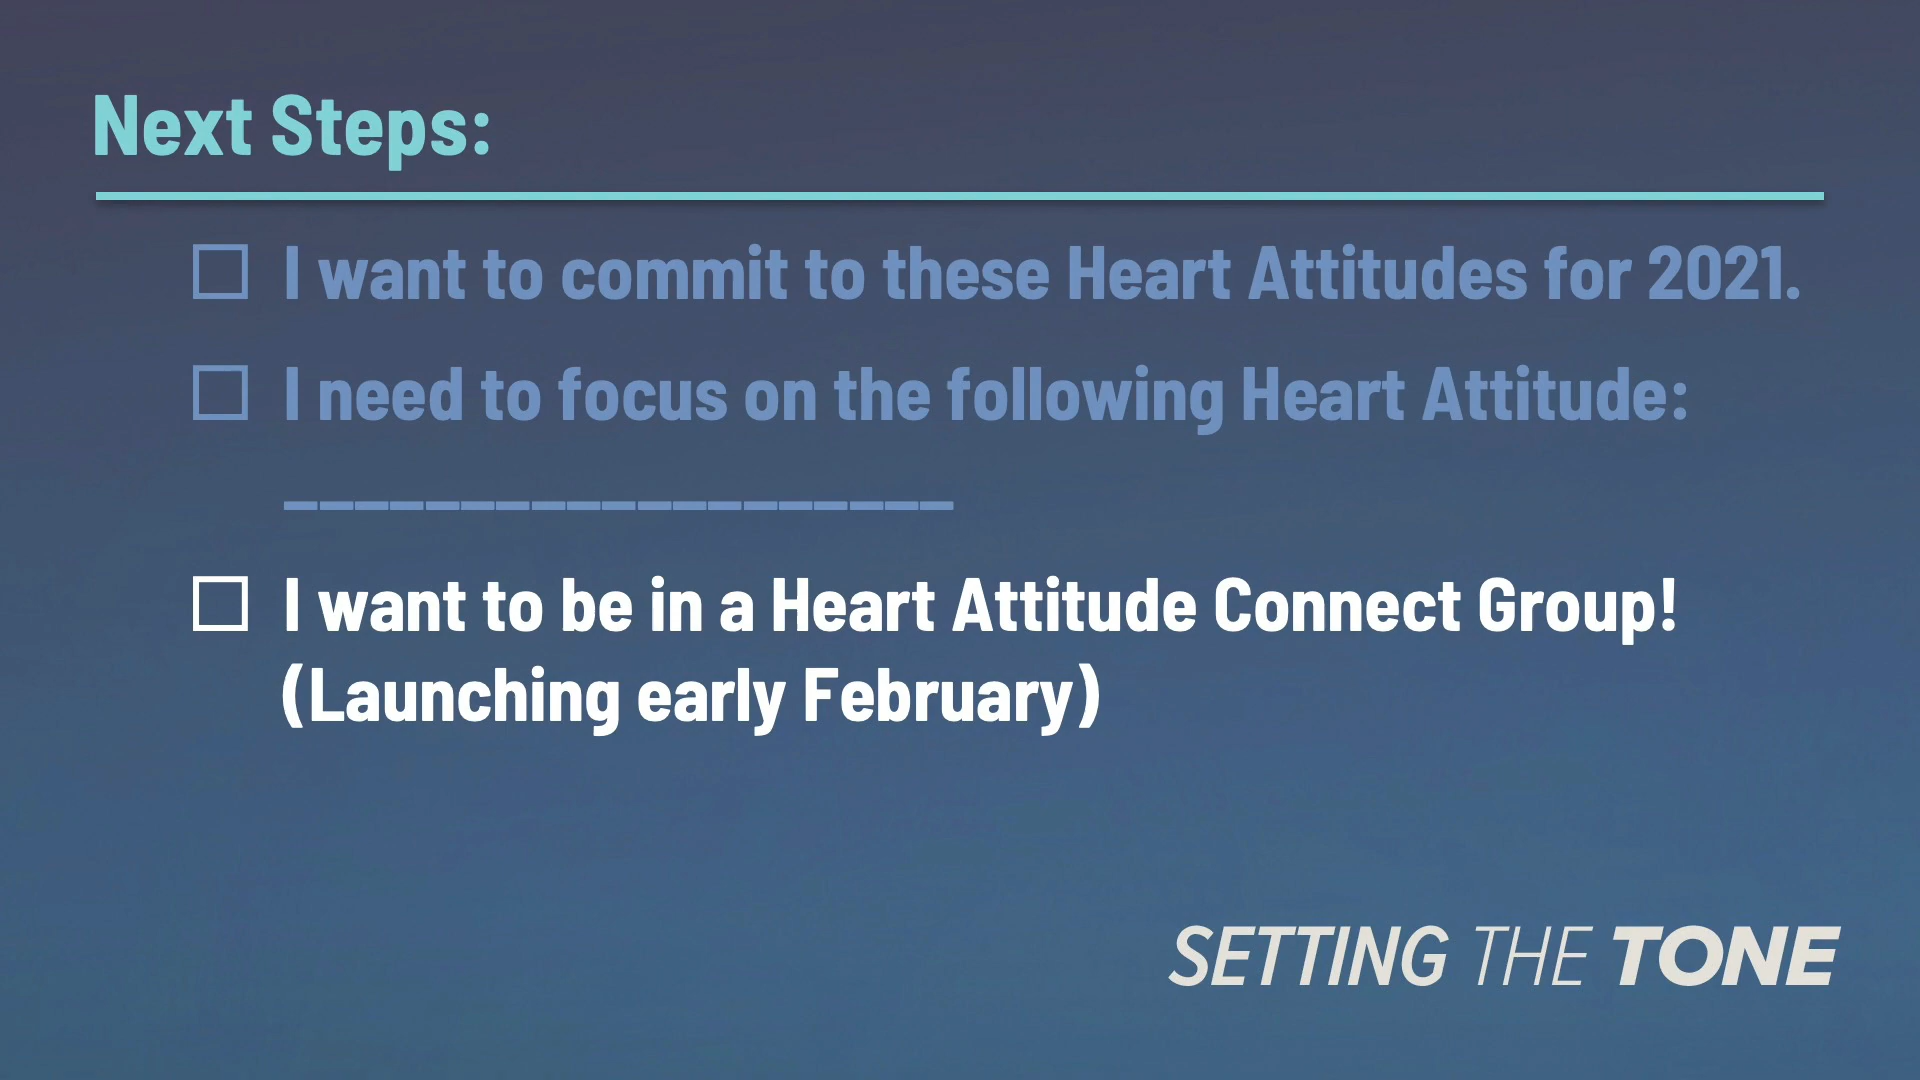 Next Steps:
☐ I want to commit to these Heart Attitudes for 2021.
☐ I need to focus on the following Heart Attitude:
___________________
☐ I want to be in a Heart Attitude Connect Group!
(Launching early February)
SETTING THE TONE